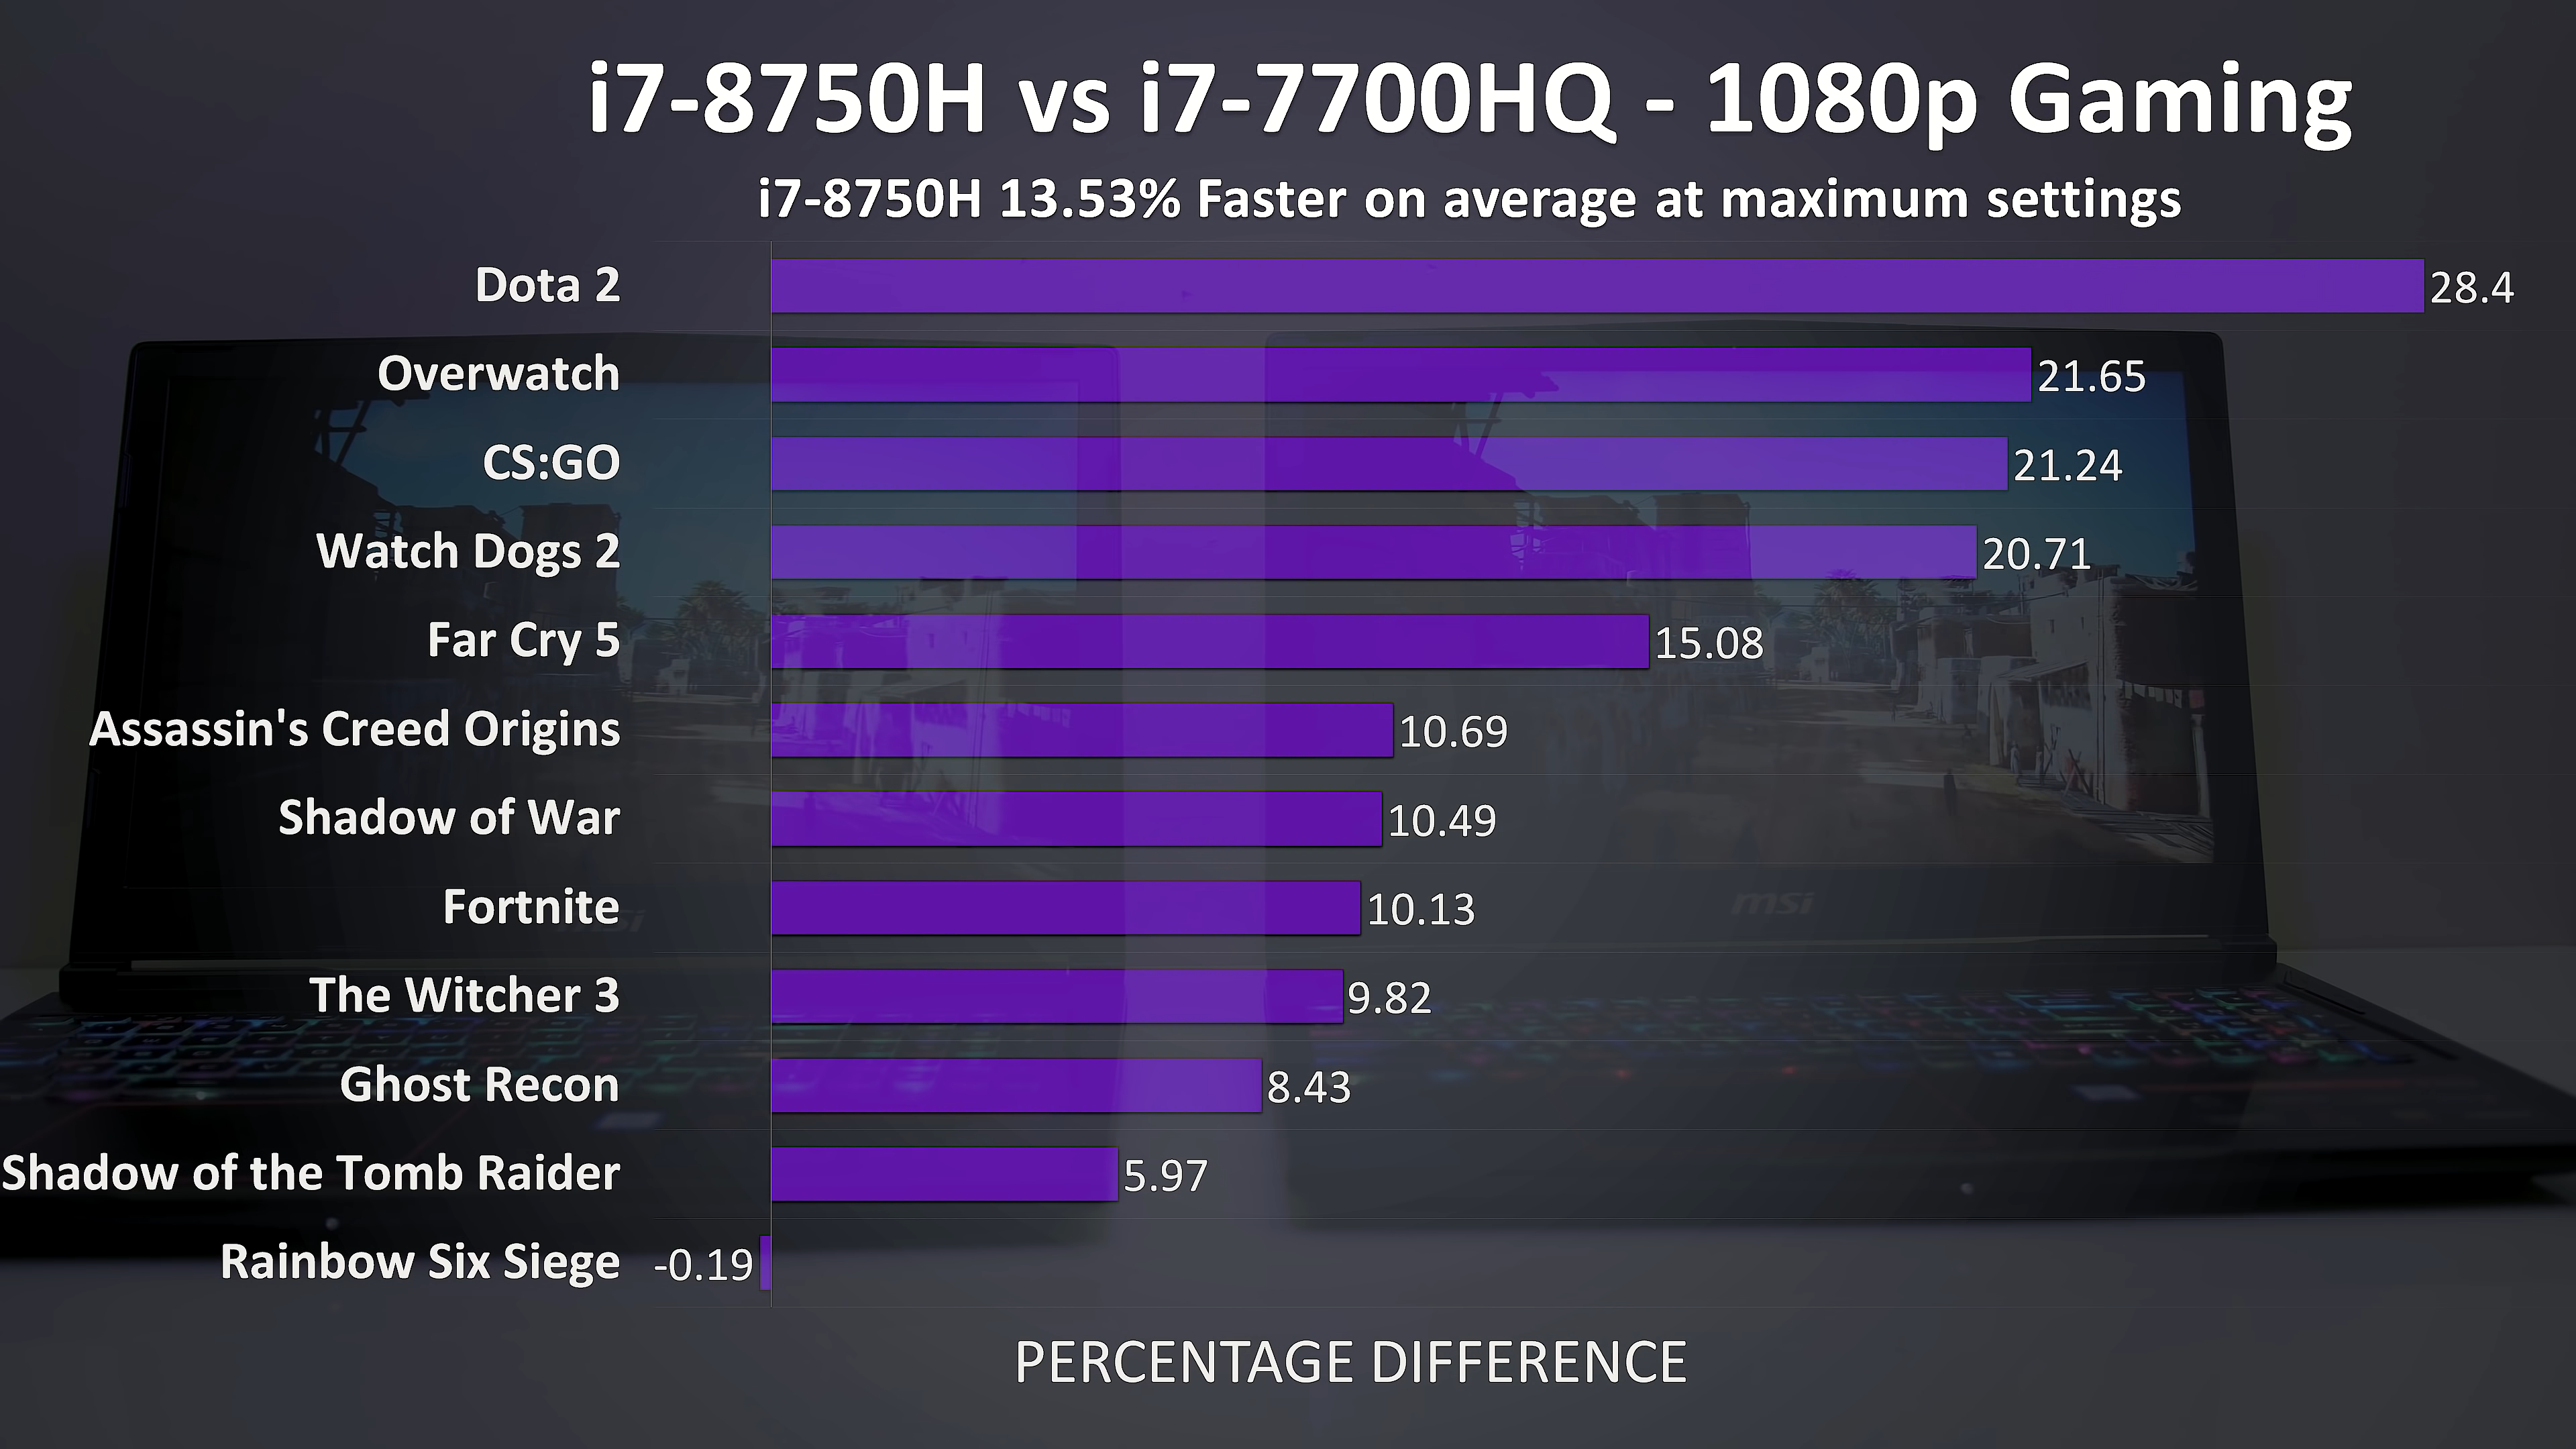 i7-8750H vs i7-7700HQ - 1080p Gaming
i7-8750H 13.53% Faster on average at maximum settings
Dota 2 28.4
Overwatch 21.65
CS:GO 21.24
Watch Dogs 2 20.71
Far Cry 5 15.08
Assassin's Creed Origins 10.69
Shadow of War 10.49
Fortnite 10.13
The Witcher 3 9.82
Ghost Recon 8.43
Shadow of the Tomb Raider 5.97
Rainbow Six Siege -0.19
PERCENTAGE DIFFERENCE
msi
msi